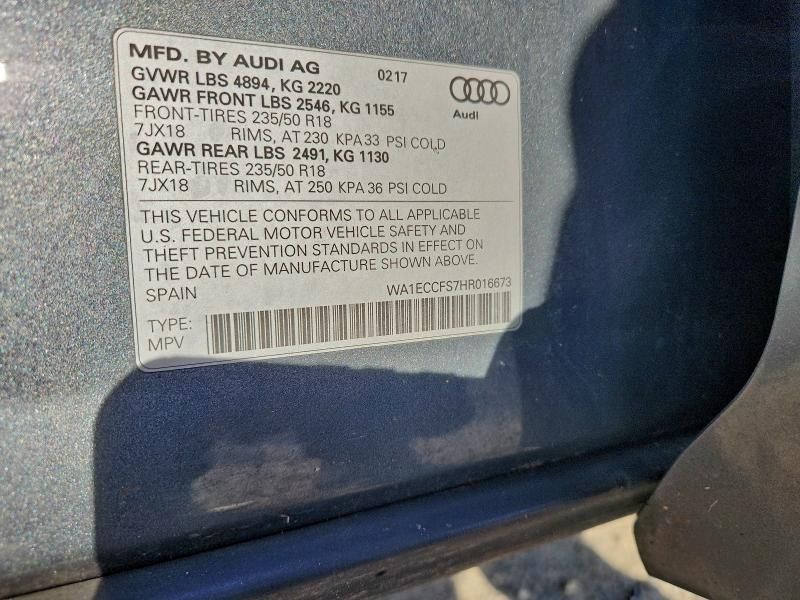 MFD. BY AUDI AG 0217
GVWR LBS 4894, KG 2220
GAWR FRONT LBS 2546, KG 1155
Audi
FRONT-TIRES 235/50 R18
7JX18 RIMS, AT 230 KPA 33 PSI COLD
GAWR REAR LBS 2491, KG 1130
REAR-TIRES 235/50 R18
7JX18 RIMS, AT 250 KPA 36 PSI COLD
THIS VEHICLE CONFORMS TO ALL APPLICABLE
U.S. FEDERAL MOTOR VEHICLE SAFETY AND
THEFT PREVENTION STANDARDS IN EFFECT ON
THE DATE OF MANUFACTURE SHOWN ABOVE.
SPAIN WA1ECCFS7HR016673
TYPE:
MPV